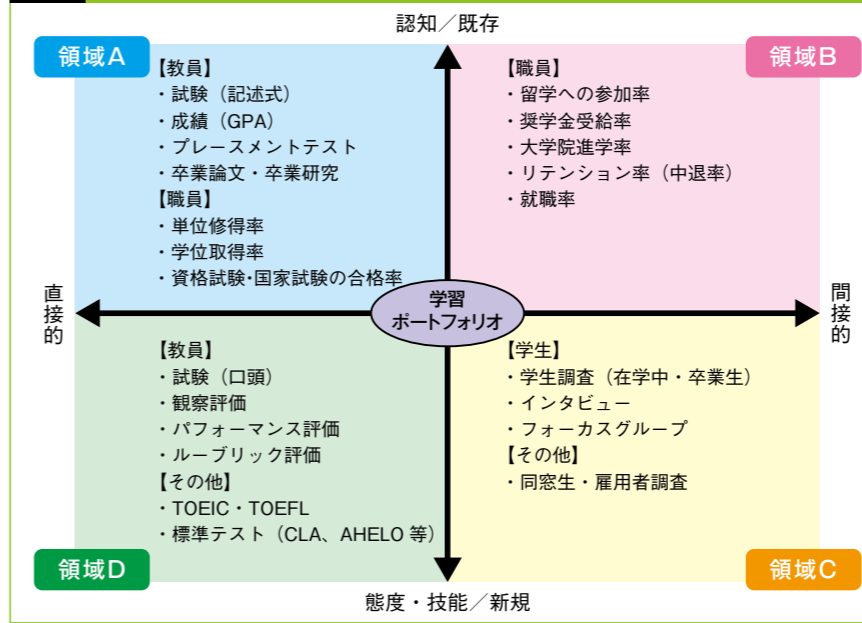 認知／既存
領域A
【教員】
・試験（記述式）
・成績（GPA）
・プレースメントテスト
・卒業論文・卒業研究
【職員】
・単位修得率
・学位取得率
・資格試験・国家試験の合格率
領域B
【職員】
・留学への参加率
・奨学金受給率
・大学院進学率
・リテンション率（中退率）
・就職率
直接的
学習
ポートフォリオ
間接的
【教員】
・試験（口頭）
・観察評価
・パフォーマンス評価
・ルーブリック評価
【その他】
・TOEIC・TOEFL
・標準テスト（CLA、AHELO 等）
領域D
【学生】
・学生調査（在学中・卒業生）
・インタビュー
・フォーカスグループ
【その他】
・同窓生・雇用者調査
領域C
態度・技能／新規